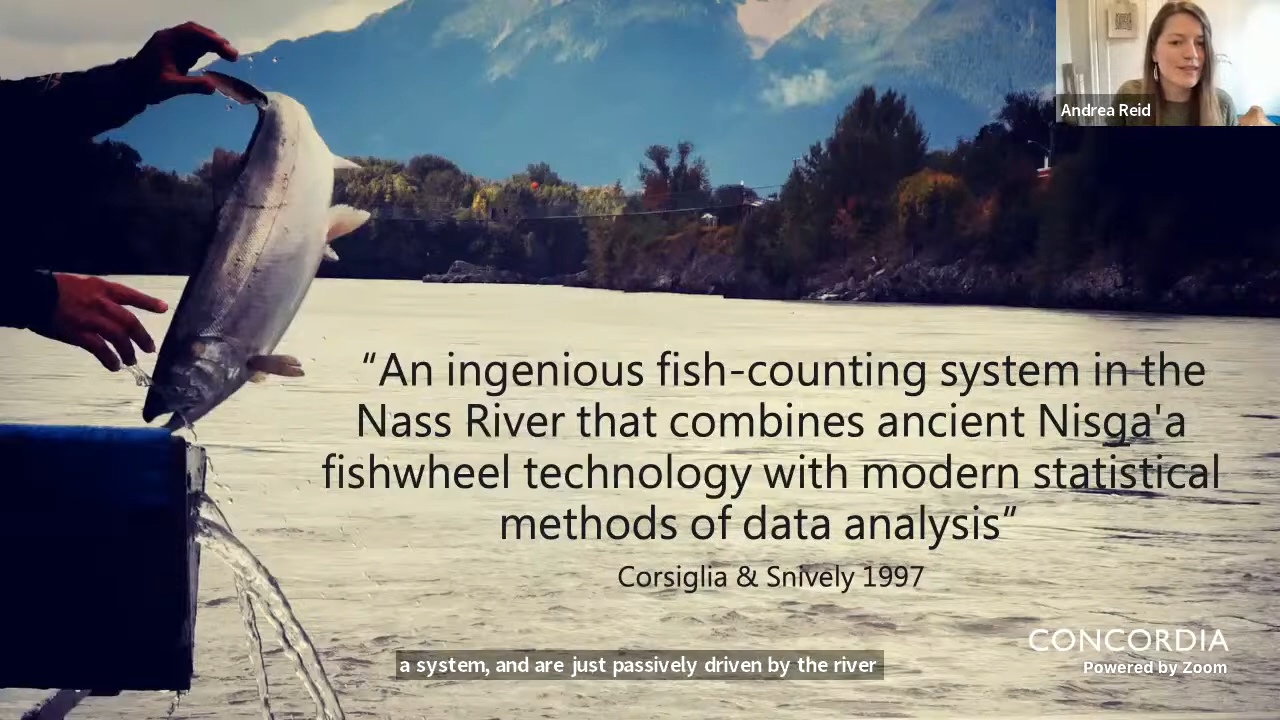 Andrea Reid
“An ingenious fish-counting system in the
Nass River that combines ancient Nisga'a
fishwheel technology with modern statistical
methods of data analysis”
Corsiglia & Snively 1997
CONCORDIA
Powered by Zoom
a system, and are just passively driven by the river